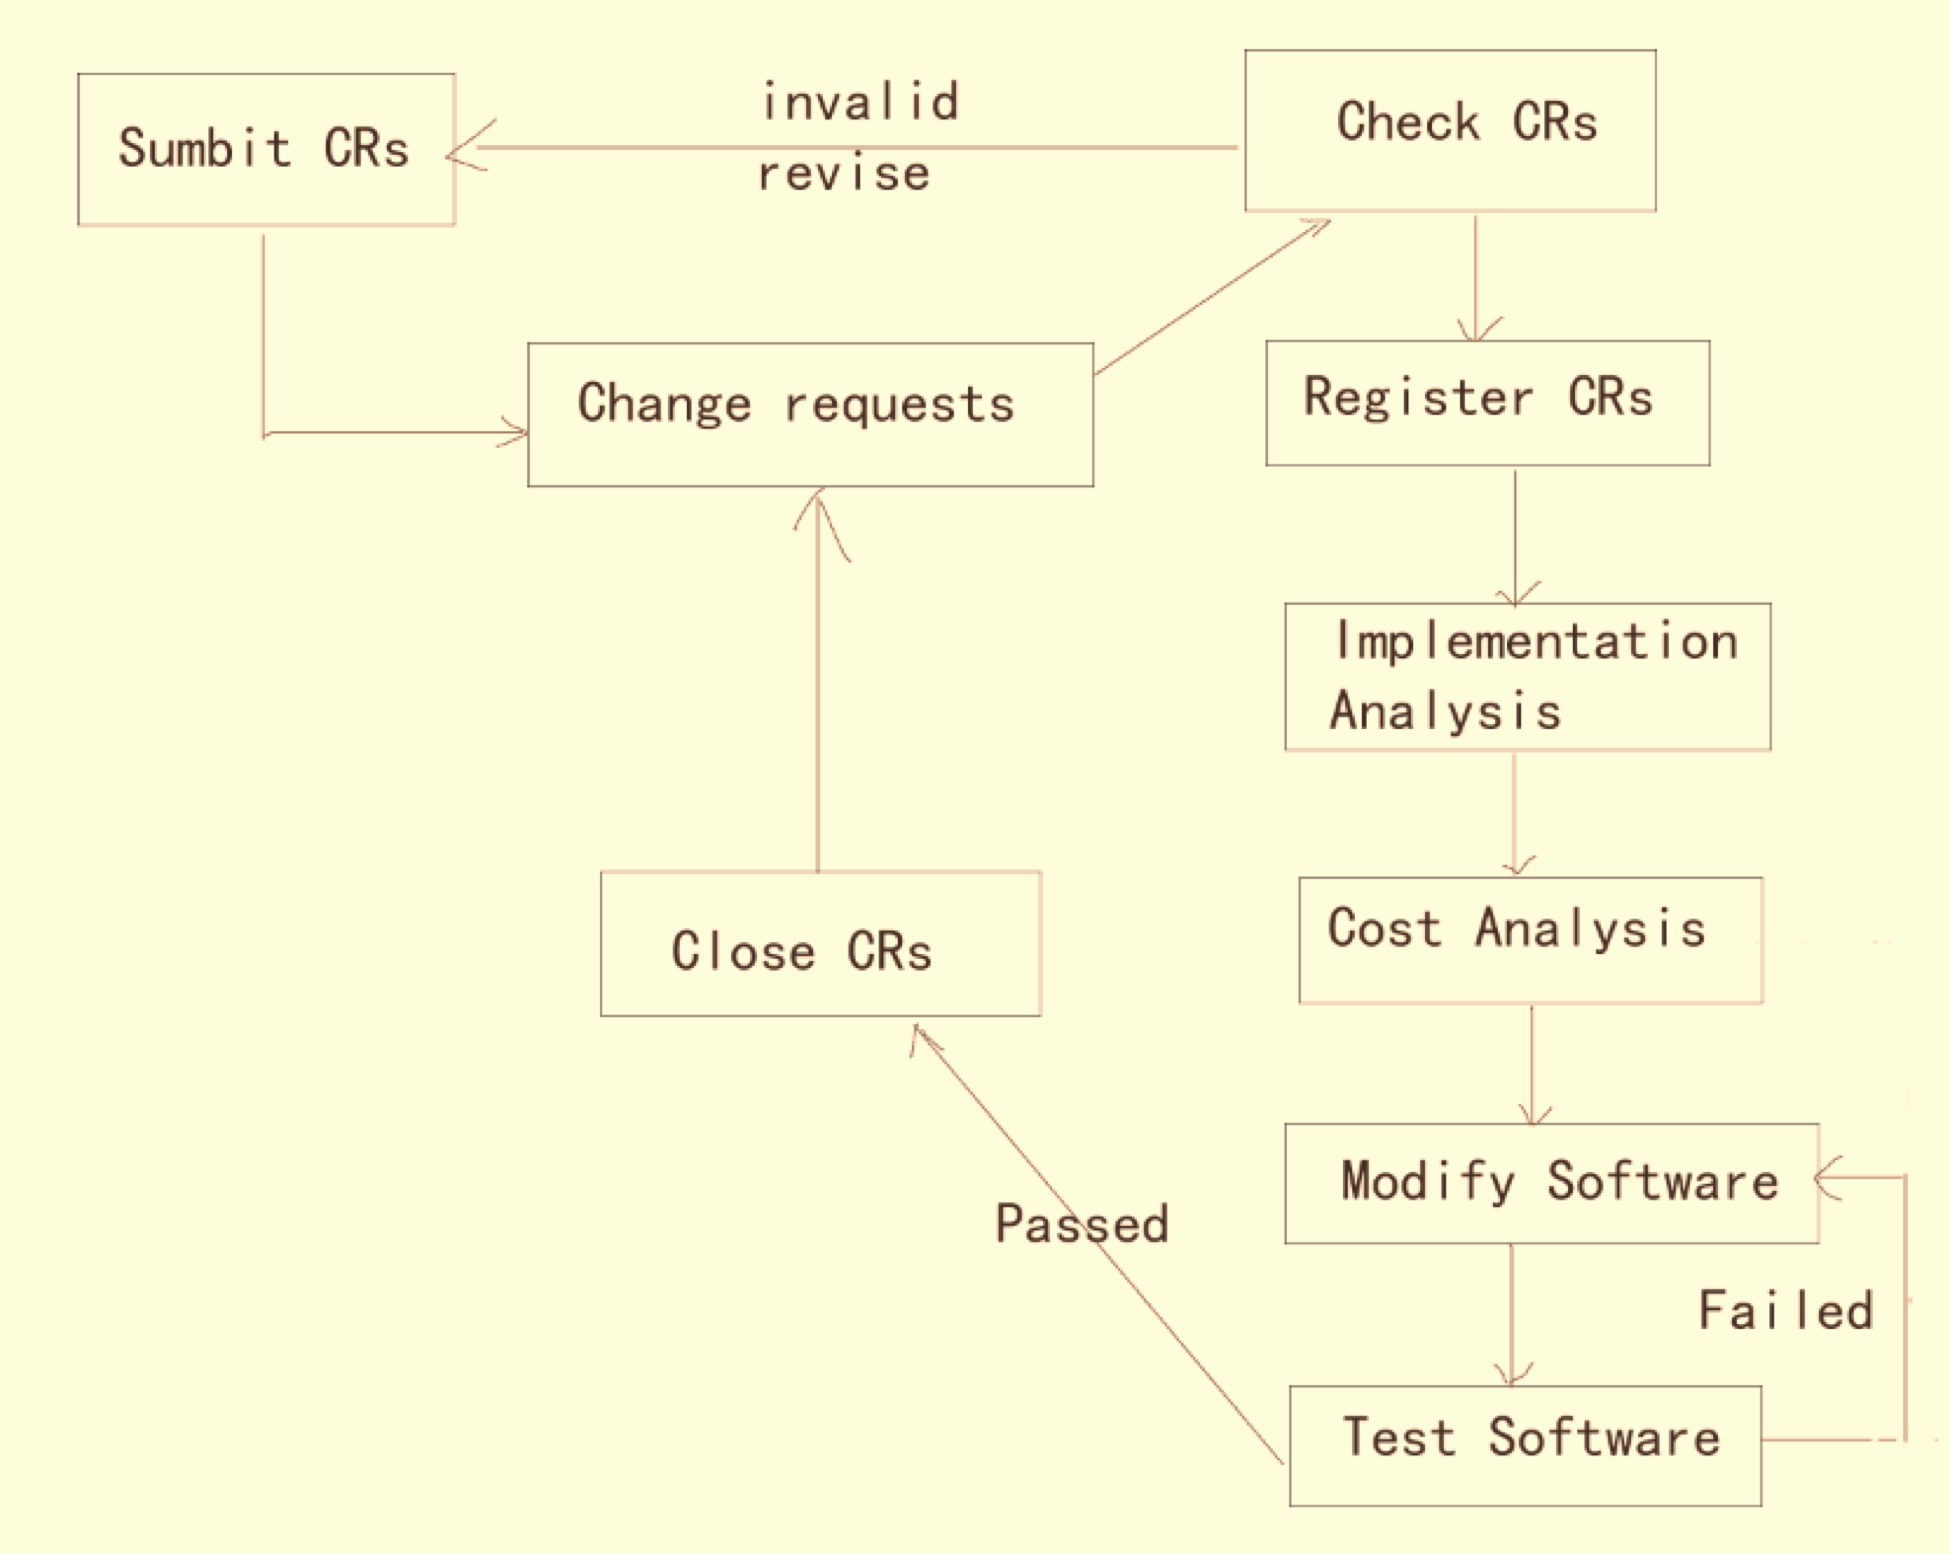 Sumbit CRs
invalid
revise
Check CRs
Change requests
Register CRs
Implementation
Analysis
Close CRs
Cost Analysis
Modify Software
Passed
Failed
Test Software